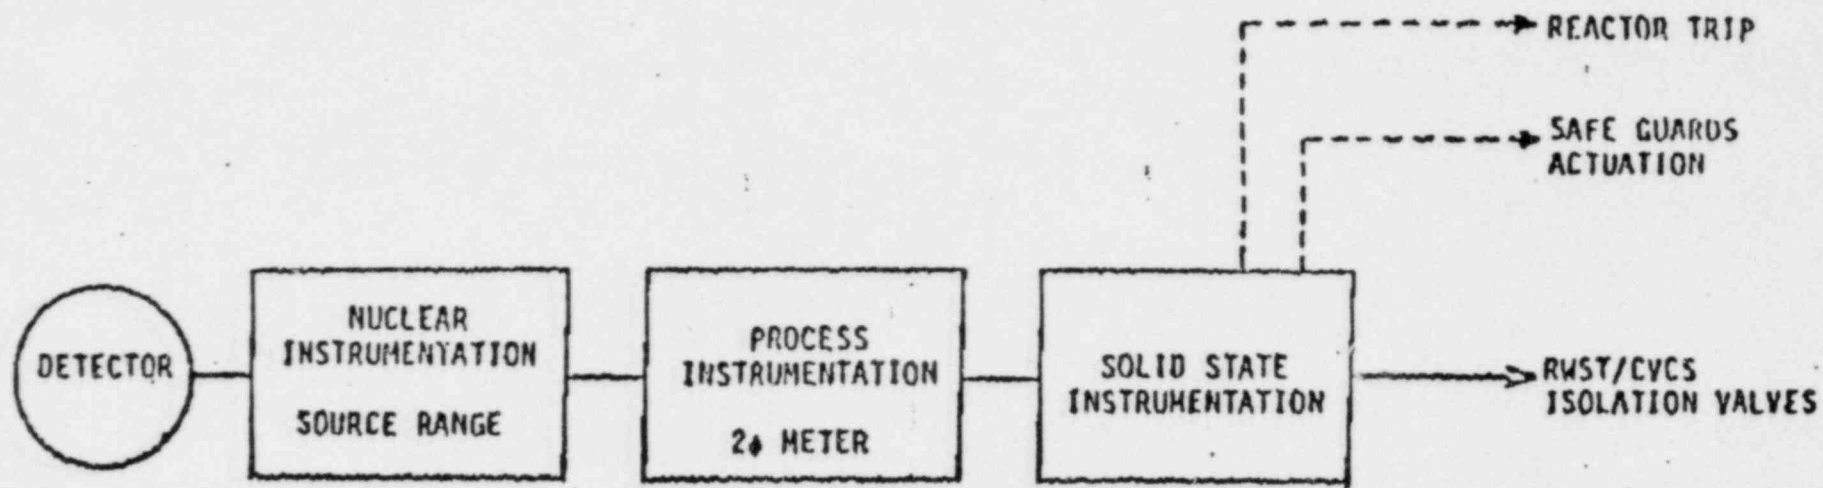 REACTOR TRIP
SAFE GUARDS
ACTUATION
DETECTOR
NUCLEAR
INSTRUMENTATION
SOURCE RANGE
PROCESS
INSTRUMENTATION
2ϕ METER
SOLID STATE
INSTRUMENTATION
RWST/CVCS
ISOLATION VALVES